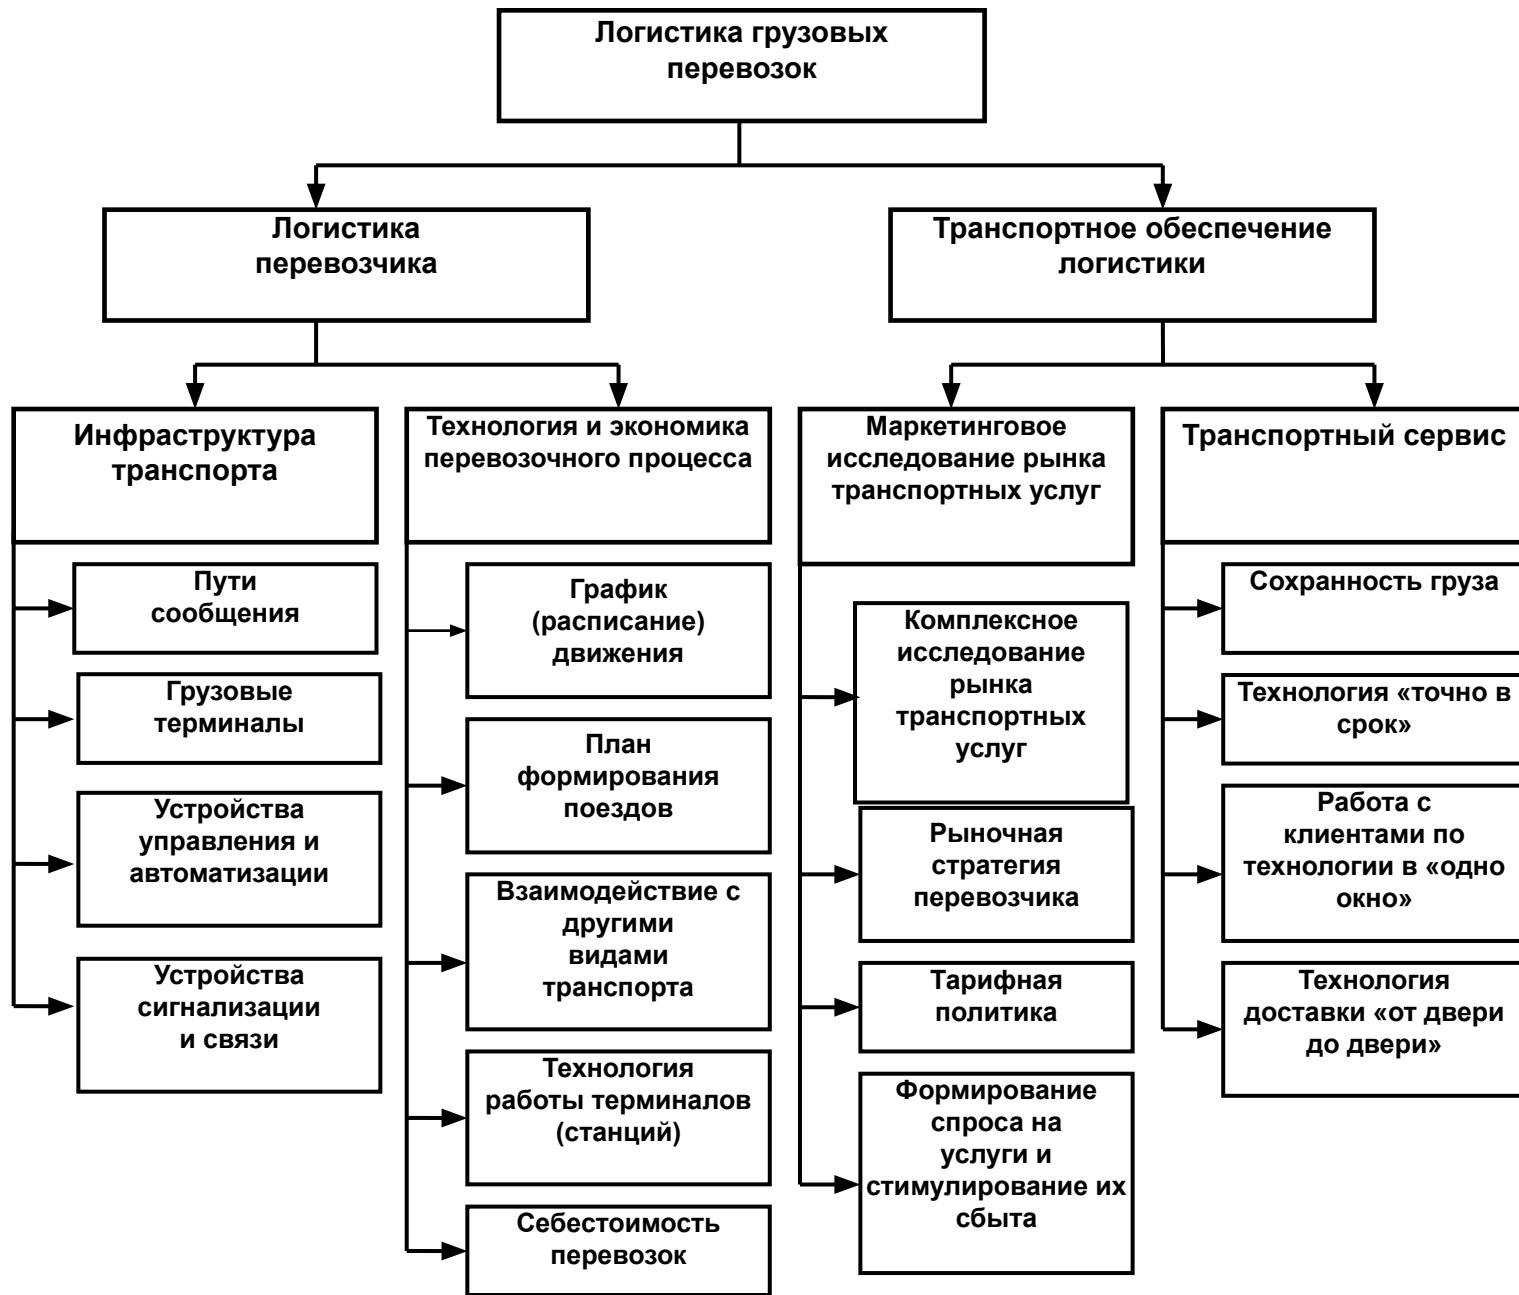 Логистика грузовых
перевозок
Логистика
перевозчика
Транспортное обеспечение
логистики
Инфраструктура
транспорта
Технология и экономика
перевозочного процесса
Маркетинговое
исследование рынка
транспортных услуг
Транспортный сервис
Пути
сообщения
Грузовые
терминалы
Устройства
управления и
автоматизации
Устройства
сигнализации
и связи
График
(расписание)
движения
План
формирования
поездов
Взаимодействие с
другими
видами
транспорта
Технология
работы терминалов
(станций)
Себестоимость
перевозок
Комплексное
исследование
рынка
транспортных
услуг
Рыночная
стратегия
перевозчика
Тарифная
политика
Формирование
спроса на
услуги и
стимулирование их
сбыта
Сохранность груза
Технология «точно в
срок»
Работа с
клиентами по
технологии в «одно
окно»
Технология
доставки «от двери
до двери»